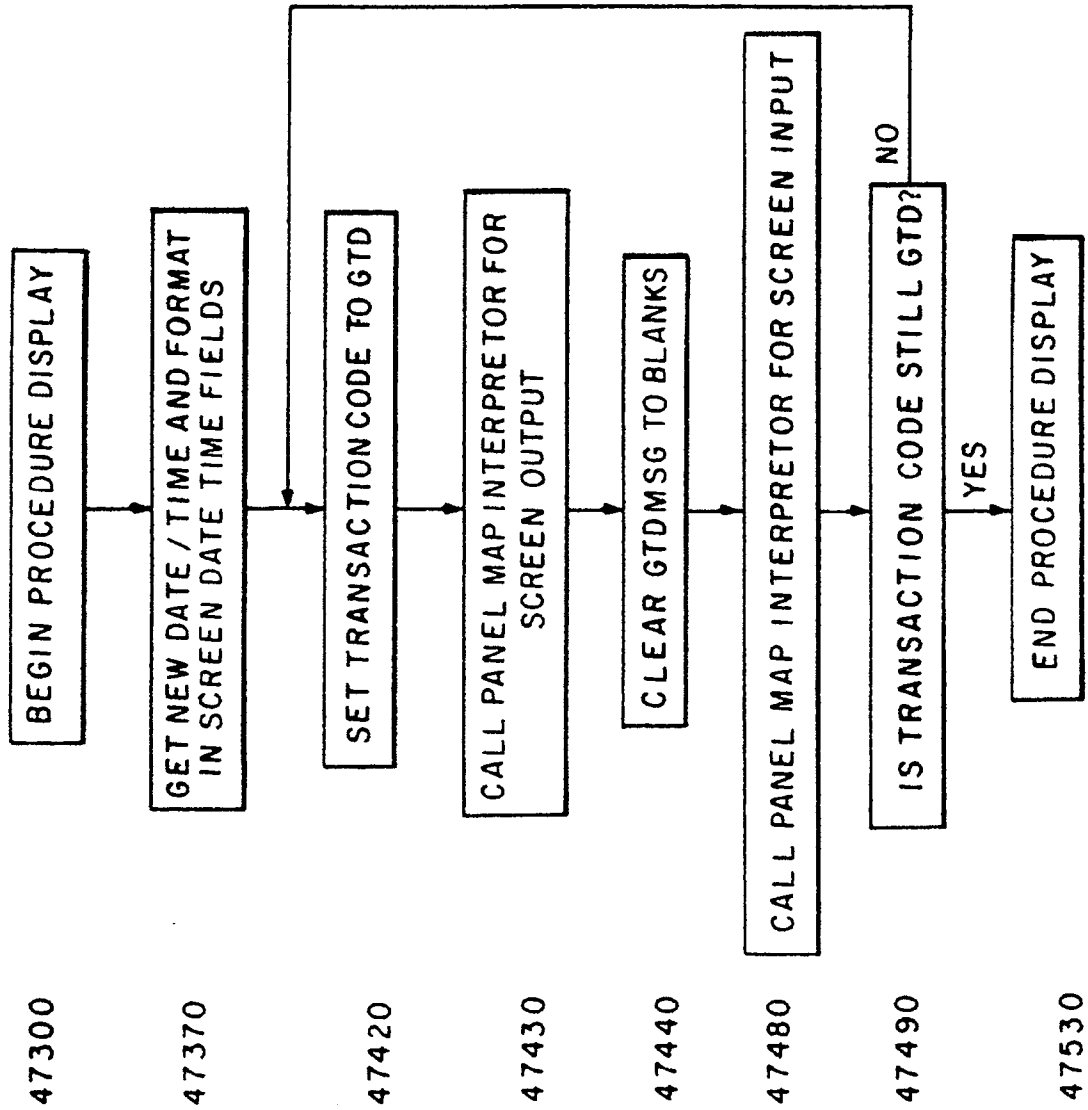 47300
BEGIN PROCEDURE DISPLAY
47370
GET NEW DATE / TIME AND FORMAT
IN SCREEN DATE TIME FIELDS
47420
SET TRANSACTION CODE TO GTD
47430
CALL PANEL MAP INTERPRETOR FOR
SCREEN OUTPUT
47440
CLEAR GTDMSG TO BLANKS
47480
CALL PANEL MAP INTERPRETOR FOR SCREEN INPUT
47490
IS TRANSACTION CODE STILL GTD?
NO
YES
47530
END PROCEDURE DISPLAY